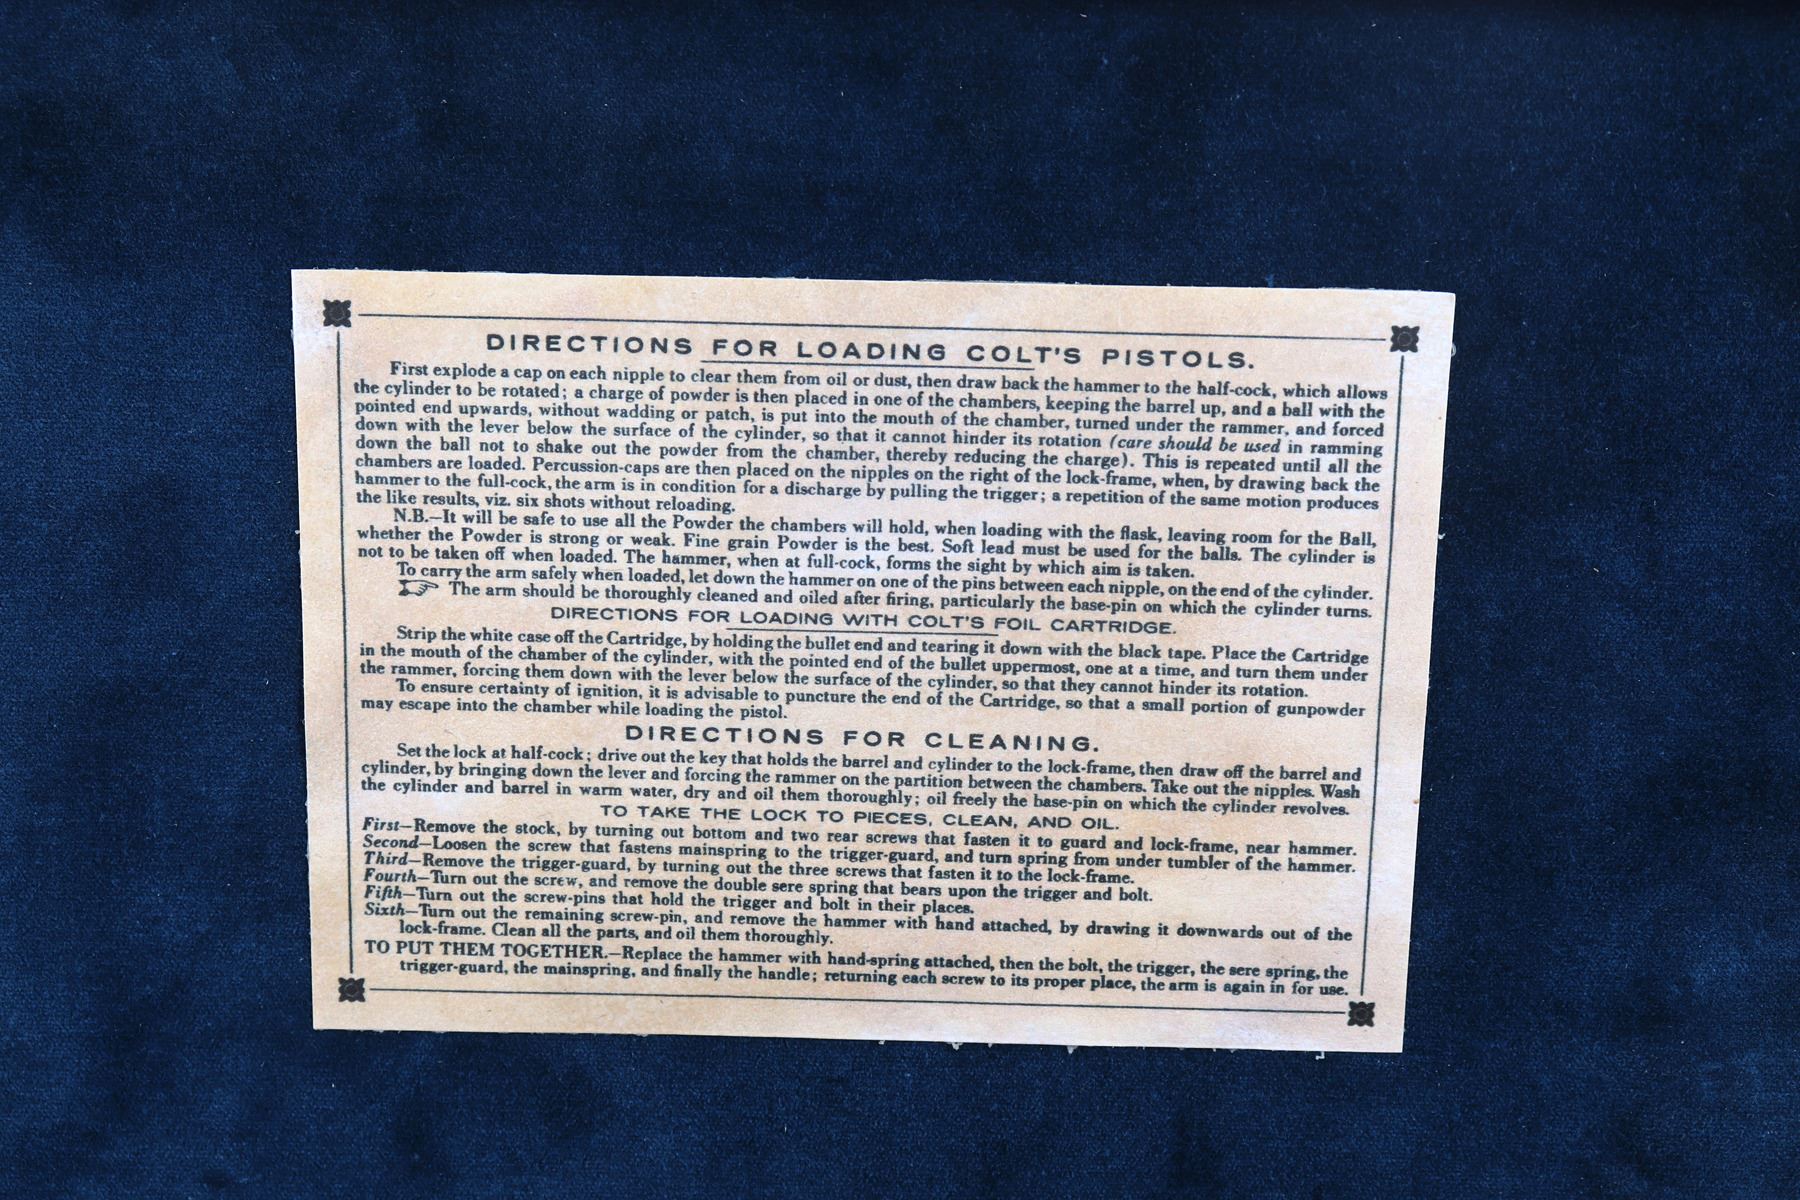 DIRECTIONS FOR LOADING COLT'S PISTOLS.
First explode a cap on each nipple to clear them from oil or dust, then draw back the hammer to the half-cock, which allows
the cylinder to be rotated; a charge of powder is then placed in one of the chambers, keeping the barrel up, and a ball with the
pointed end upwards, without wadding or patch, is put into the mouth of the chamber, turned under the rammer, and forced
down with the lever below the surface of the cylinder, so that it cannot hinder its rotation (care should be used in ramming
down the ball not to shake out the powder from the chamber, thereby reducing the charge). This is repeated until all the
chambers are loaded. Percussion-caps are then placed on the nipples on the right of the lock-frame, when, by drawing back the
hammer to the full-cock, the arm is in condition for a discharge by pulling the trigger; a repetition of the same motion produces
the like results, viz. six shots without reloading.
N.B.—It will be safe to use all the Powder the chambers will hold, when loading with the flask, leaving room for the Ball,
whether the Powder is strong or weak. Fine grain Powder is the best. Soft lead must be used for the balls. The cylinder is
not to be taken off when loaded. The hammer, when at full-cock, forms the sight by which aim is taken.
To carry the arm safely when loaded, let down the hammer on one of the pins between each nipple, on the end of the cylinder.
☞ The arm should be thoroughly cleaned and oiled after firing, particularly the base-pin on which the cylinder turns.
DIRECTIONS FOR LOADING WITH COLT'S FOIL CARTRIDGE.
Strip the white case off the Cartridge, by holding the bullet end and tearing it down with the black tape. Place the Cartridge
in the mouth of the chamber of the cylinder, with the pointed end of the bullet uppermost, one at a time, and turn them under
the rammer, forcing them down with the lever below the surface of the cylinder, so that they cannot hinder its rotation.
To ensure certainty of ignition, it is advisable to puncture the end of the Cartridge, so that a small portion of gunpowder
may escape into the chamber while loading the pistol.
DIRECTIONS FOR CLEANING.
Set the lock at half-cock; drive out the key that holds the barrel and cylinder to the lock-frame, then draw off the barrel and
cylinder, by bringing down the lever and forcing the rammer on the partition between the chambers. Take out the nipples. Wash
the cylinder and barrel in warm water, dry and oil them thoroughly; oil freely the base-pin on which the cylinder revolves.
TO TAKE THE LOCK TO PIECES, CLEAN, AND OIL.
First—Remove the stock, by turning out bottom and two rear screws that fasten it to guard and lock-frame, near hammer.
Second—Loosen the screw that fastens mainspring to the trigger-guard, and turn spring from under tumbler of the hammer.
Third—Remove the trigger-guard, by turning out the three screws that fasten it to the lock-frame.
Fourth—Turn out the screw, and remove the double sere spring that bears upon the trigger and bolt.
Fifth—Turn out the screw-pins that hold the trigger and bolt in their places.
Sixth—Turn out the remaining screw-pin, and remove the hammer with hand attached, by drawing it downwards out of the
lock-frame. Clean all the parts, and oil them thoroughly.
TO PUT THEM TOGETHER.—Replace the hammer with hand-spring attached, then the bolt, the trigger, the sere spring, the
trigger-guard, the mainspring, and finally the handle; returning each screw to its proper place, the arm is again in for use.